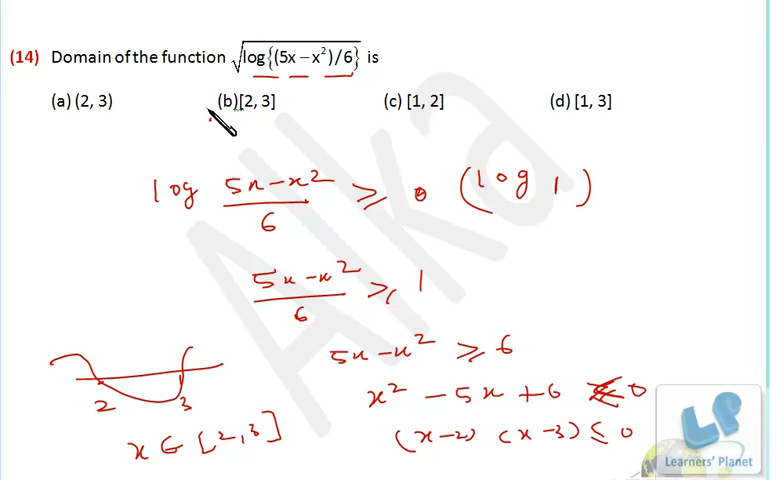 (14) Domain of the function √log{(5x − x²)/6} is
(a) (2, 3) (b)[2, 3] (c) [1, 2] (d) [1, 3]
log (5x − x²)/6 ≥ 0 (log 1)
(5x − x²)/6 ≥ 1
5x − x² ≥ 6
x² − 5x + 6 ≤ 0
(x − 2) (x − 3) ≤ 0
2 3
x ∈ [2, 3]
Alka
LP
Learners' Planet